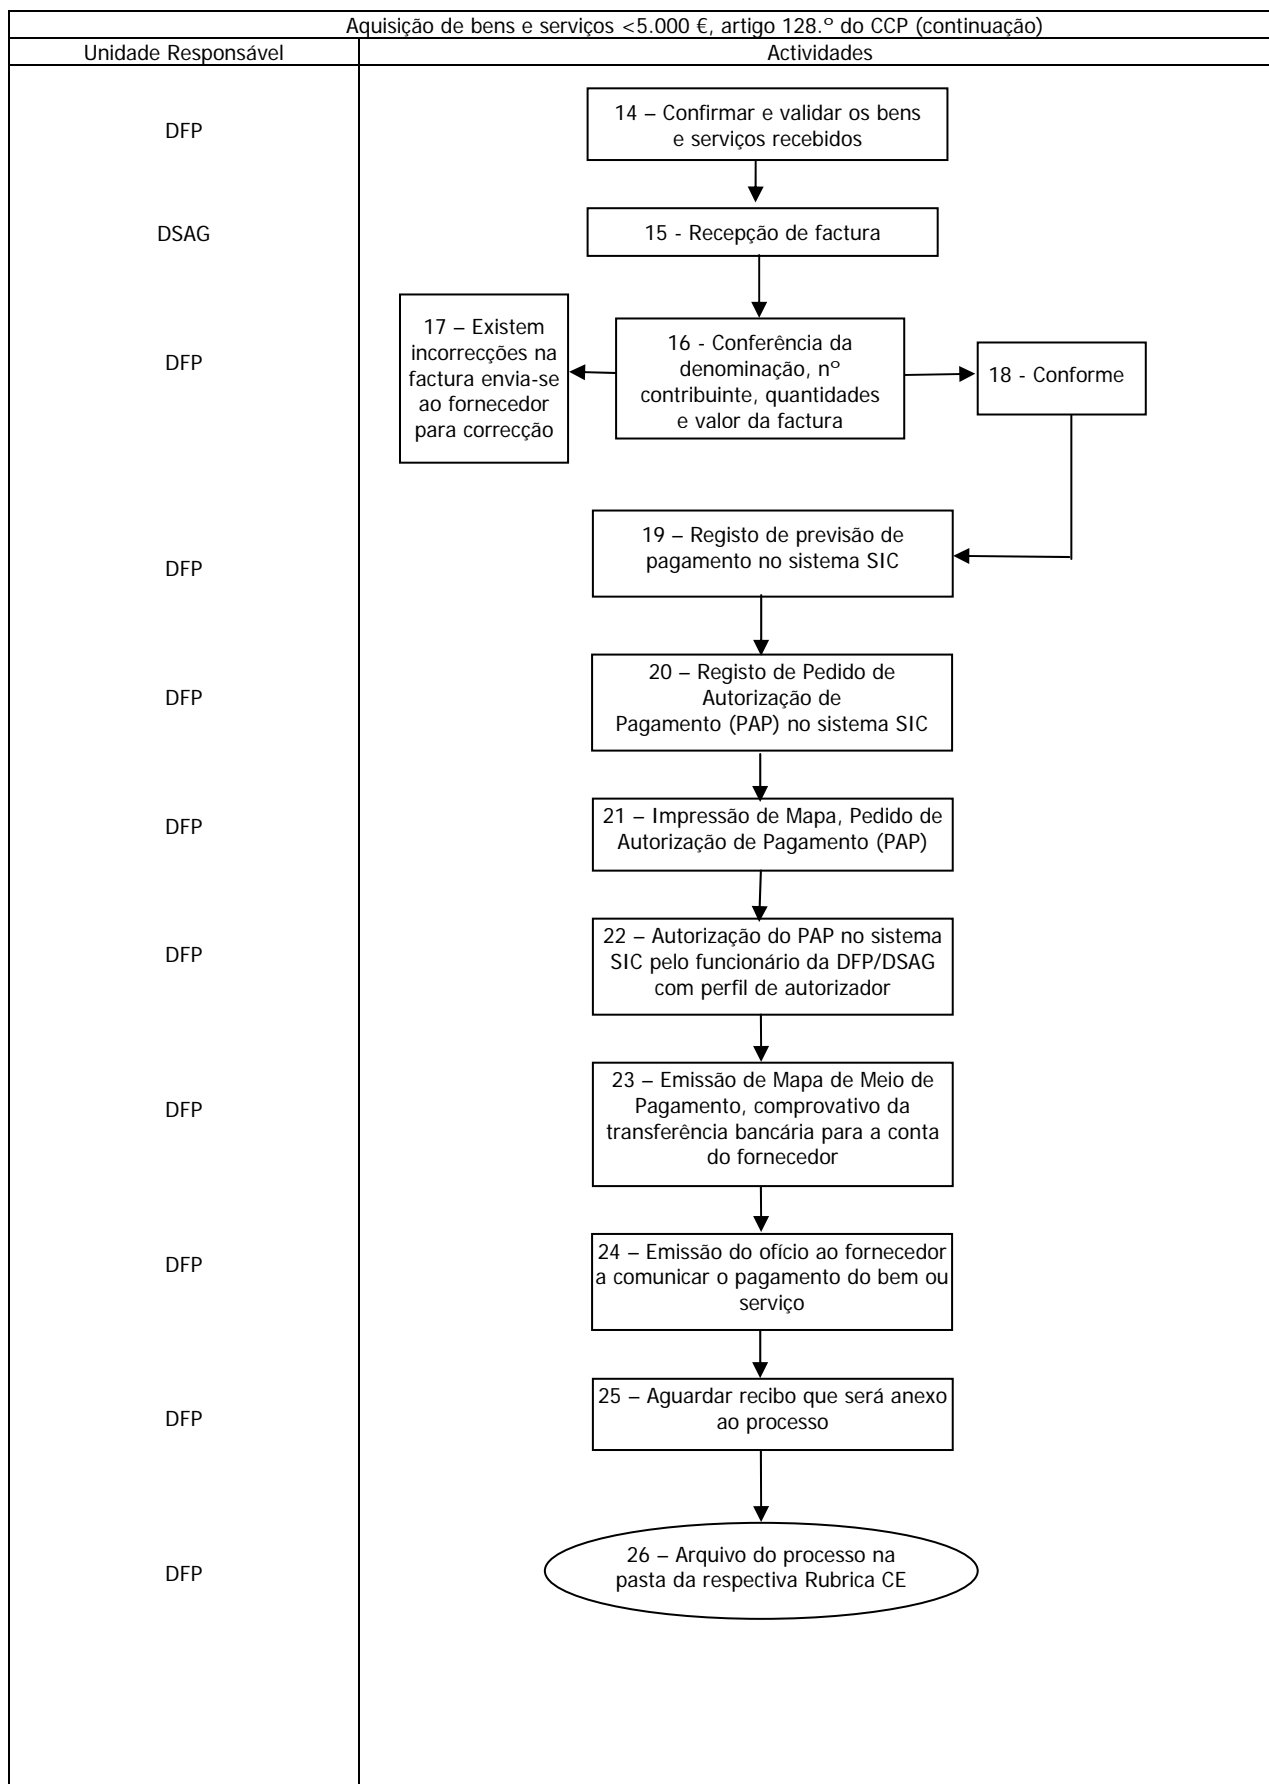 Aquisição de bens e serviços <5.000 €, artigo 128.º do CCP (continuação)
Unidade Responsável
Actividades
DFP
14 – Confirmar e validar os bens
e serviços recebidos
DSAG
15 - Recepção de factura
DFP
17 – Existem
incorrecções na
factura envia-se
ao fornecedor
para correcção
16 - Conferência da
denominação, nº
contribuinte, quantidades
e valor da factura
18 - Conforme
DFP
19 – Registo de previsão de
pagamento no sistema SIC
DFP
20 – Registo de Pedido de
Autorização de
Pagamento (PAP) no sistema SIC
DFP
21 – Impressão de Mapa, Pedido de
Autorização de Pagamento (PAP)
DFP
22 – Autorização do PAP no sistema
SIC pelo funcionário da DFP/DSAG
com perfil de autorizador
DFP
23 – Emissão de Mapa de Meio de
Pagamento, comprovativo da
transferência bancária para a conta
do fornecedor
DFP
24 – Emissão do ofício ao fornecedor
a comunicar o pagamento do bem ou
serviço
DFP
25 – Aguardar recibo que será anexo
ao processo
DFP
26 – Arquivo do processo na
pasta da respectiva Rubrica CE